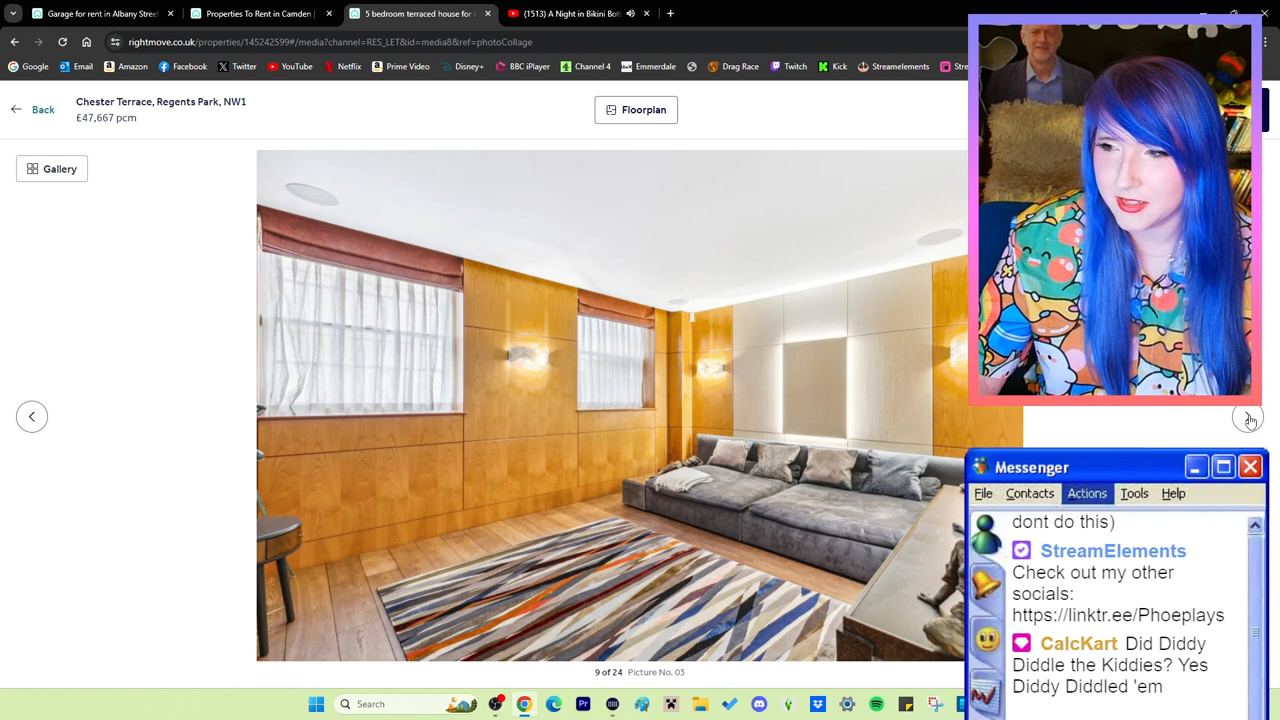 Garage for rent in Albany Street
Properties To Rent in Camden
5 bedroom terraced house for
(1513) A Night in Bikini Bot
rightmove.co.uk/properties/145242599#/media?channel=RES_LET&id=media8&ref=photoCollage
Google Email Amazon Facebook Twitter YouTube Netflix Prime Video Disney+ BBC iPlayer Channel 4 Emmerdale Drag Race Twitch Kick Streamelements Stre
Back
Chester Terrace, Regents Park, NW1
£47,667 pcm
Floorplan
Gallery
9 of 24 Picture No. 03
Messenger
File Contacts Actions Tools Help
dont do this)
StreamElements
Check out my other
socials:
https://linktr.ee/Phoeplays
CalcKart Did Diddy
Diddle the Kiddies? Yes
Diddy Diddled 'em
Search